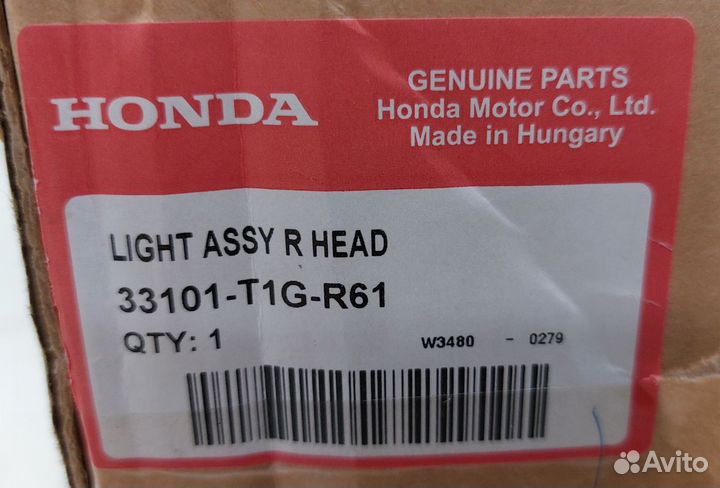 HONDA
GENUINE PARTS
Honda Motor Co., Ltd.
Made in Hungary
LIGHT ASSY R HEAD
33101-T1G-R61
QTY: 1
W3480 - 0279
Avito